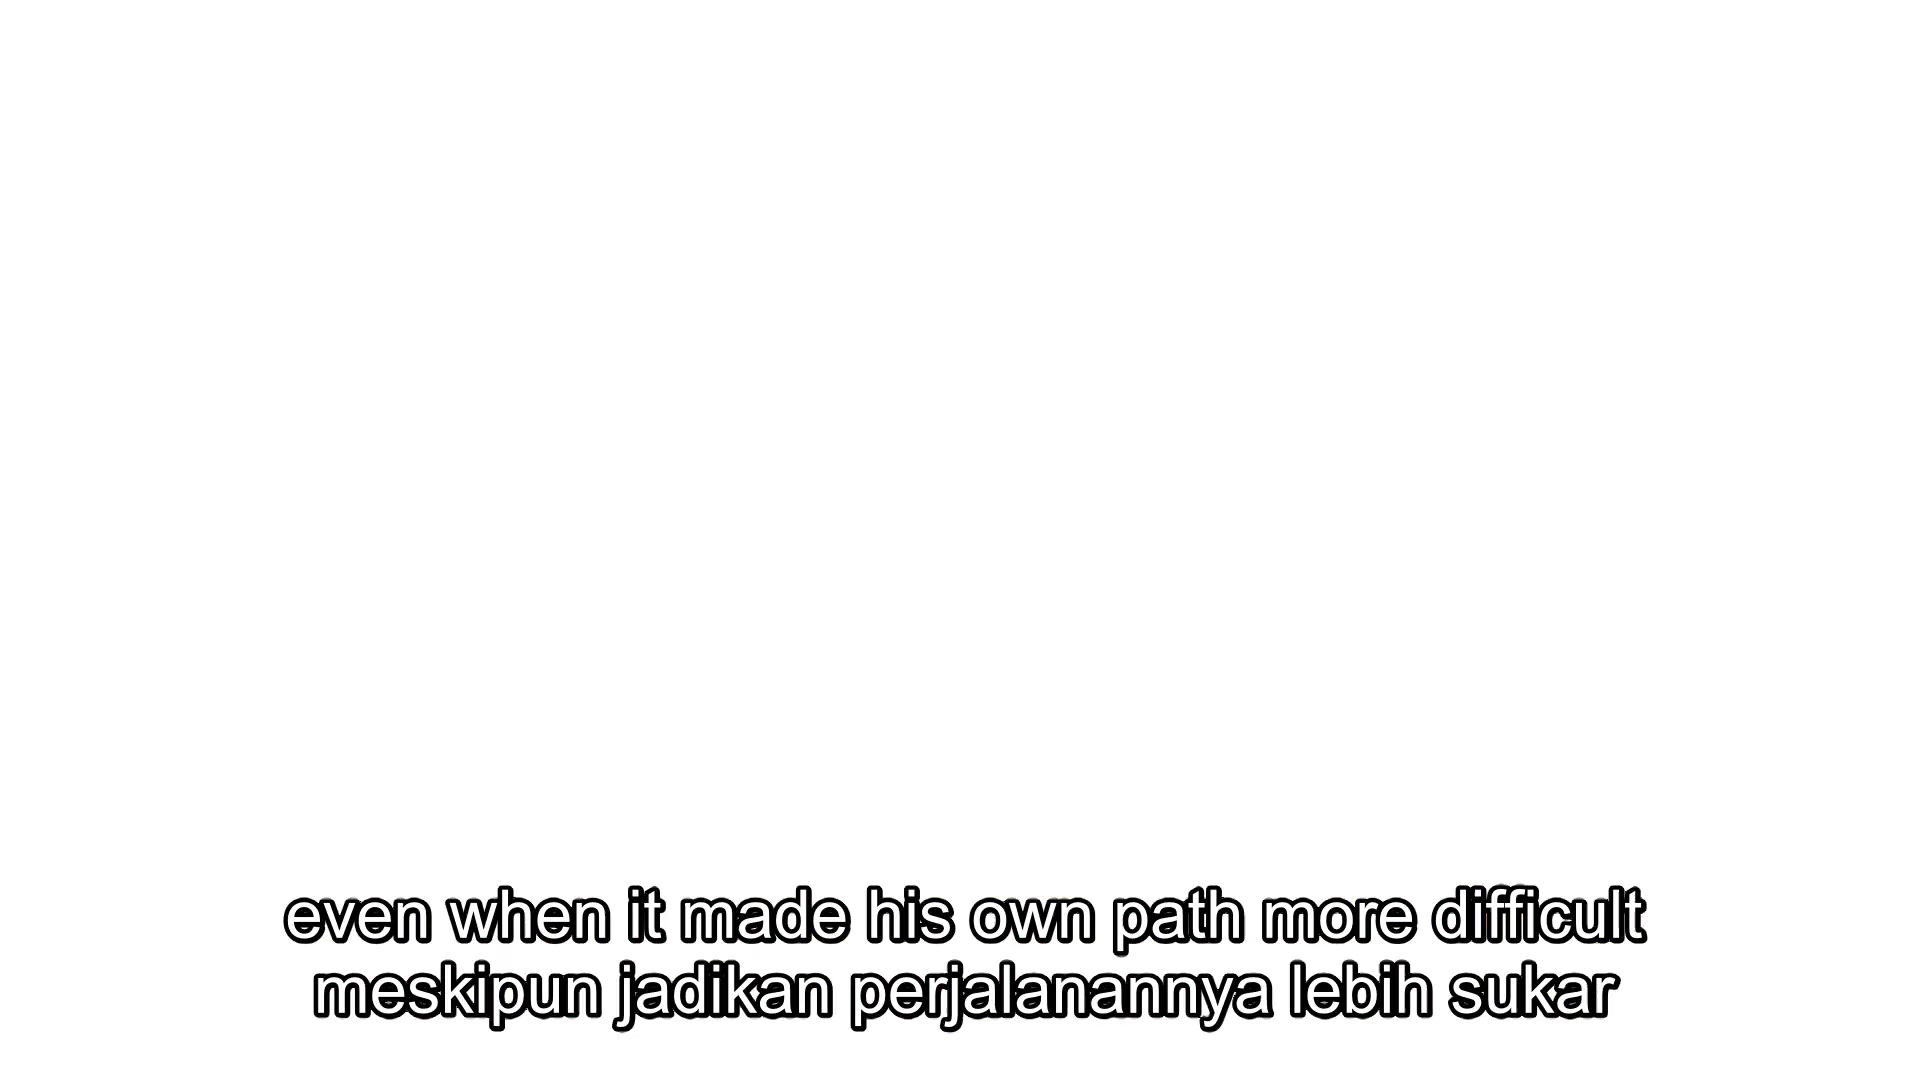 even when it made his own path more difficult
meskipun jadikan perjalanannya lebih sukar